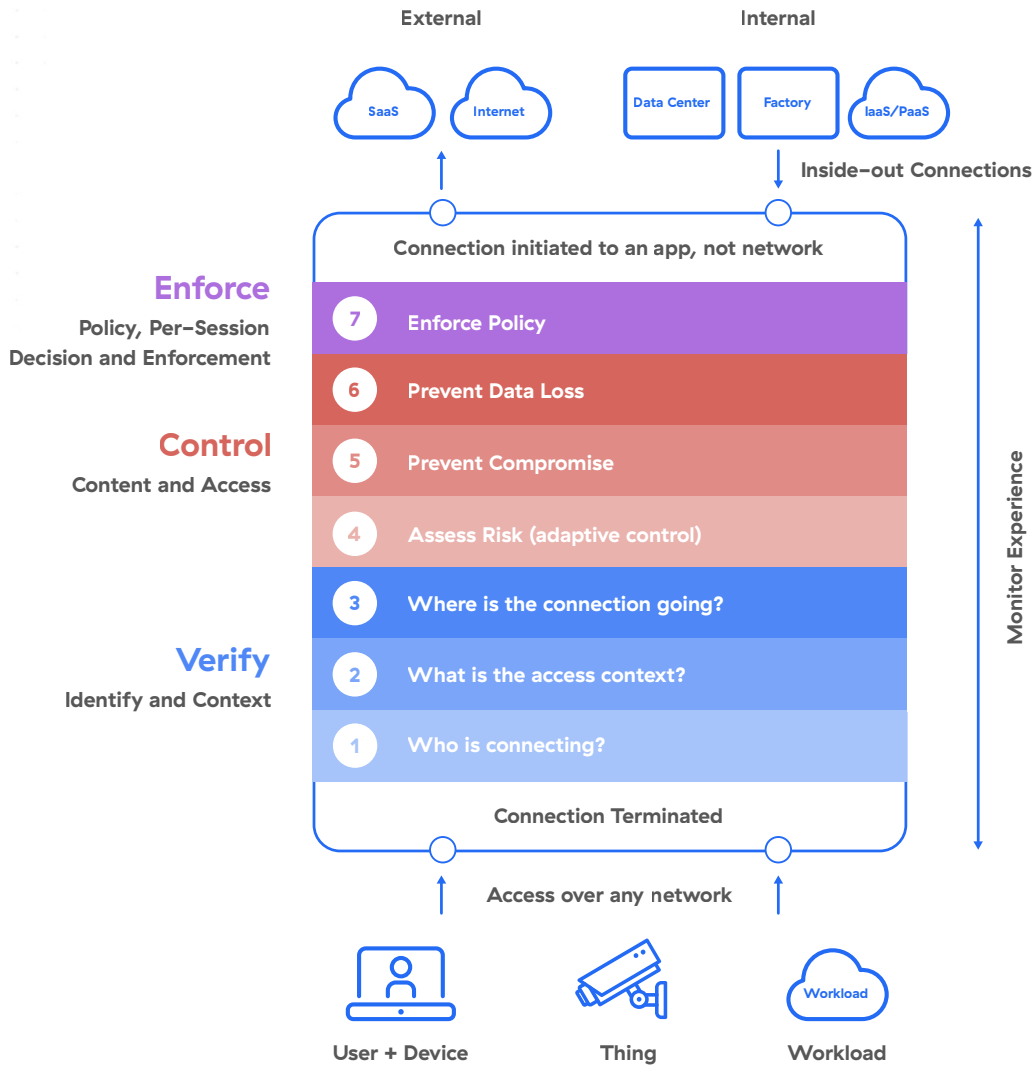 External
Internal
SaaS
Internet
Data Center
Factory
IaaS/PaaS
Inside-out Connections
Connection initiated to an app, not network
Enforce
Policy, Per-Session
Decision and Enforcement
7
Enforce Policy
6
Prevent Data Loss
Control
Content and Access
5
Prevent Compromise
4
Assess Risk (adaptive control)
3
Where is the connection going?
Verify
Identify and Context
2
What is the access context?
1
Who is connecting?
Monitor Experience
Connection Terminated
Access over any network
Workload
User + Device
Thing
Workload